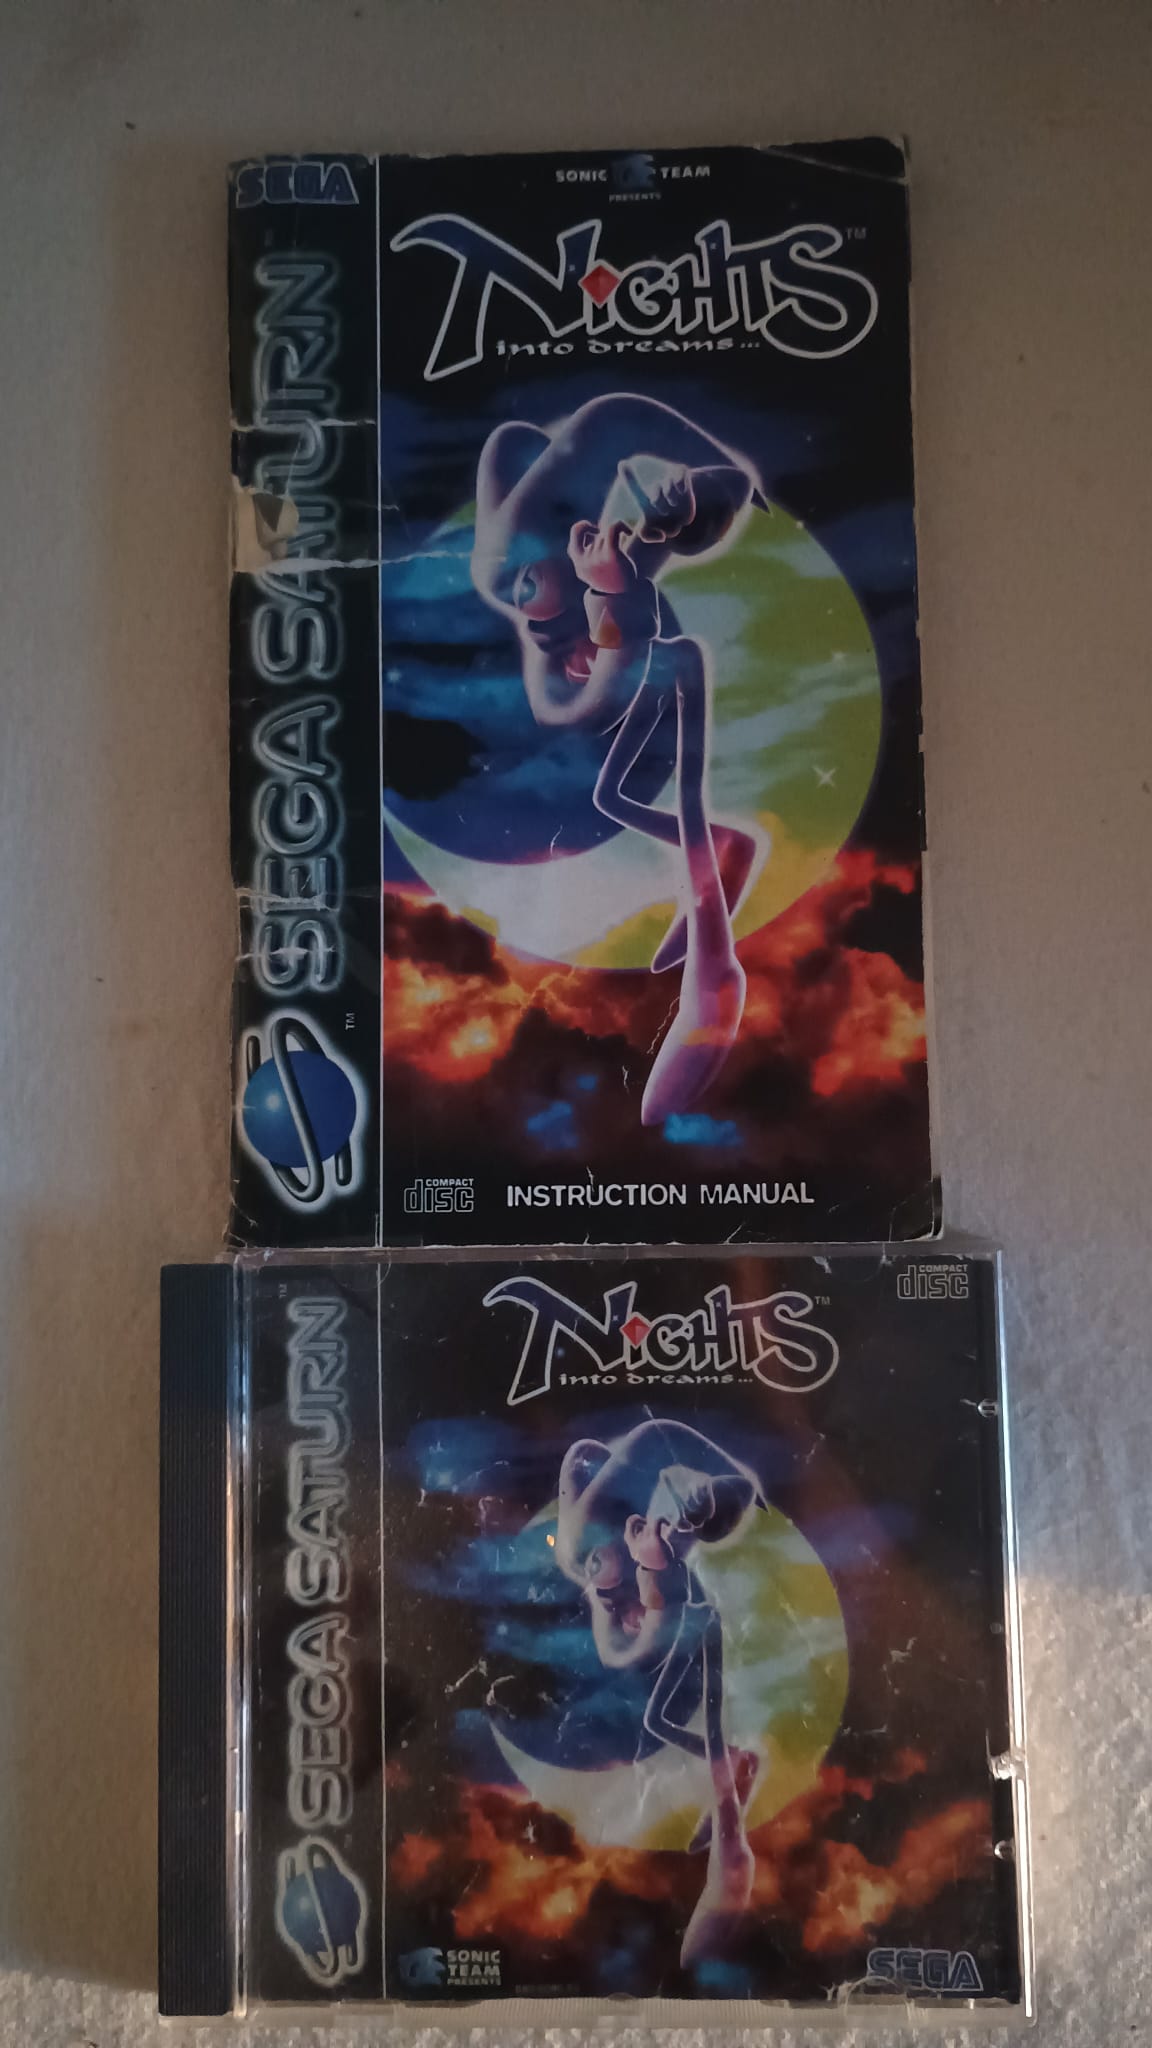 SEGA
SEGA SATURN
TM
SONIC TEAM
PRESENTS
NiGHTS
TM
into dreams...
COMPACT
disc
INSTRUCTION MANUAL
SEGA SATURN
TM
NiGHTS
TM
into dreams...
COMPACT
disc
SONIC
TEAM
PRESENTS
SEGA